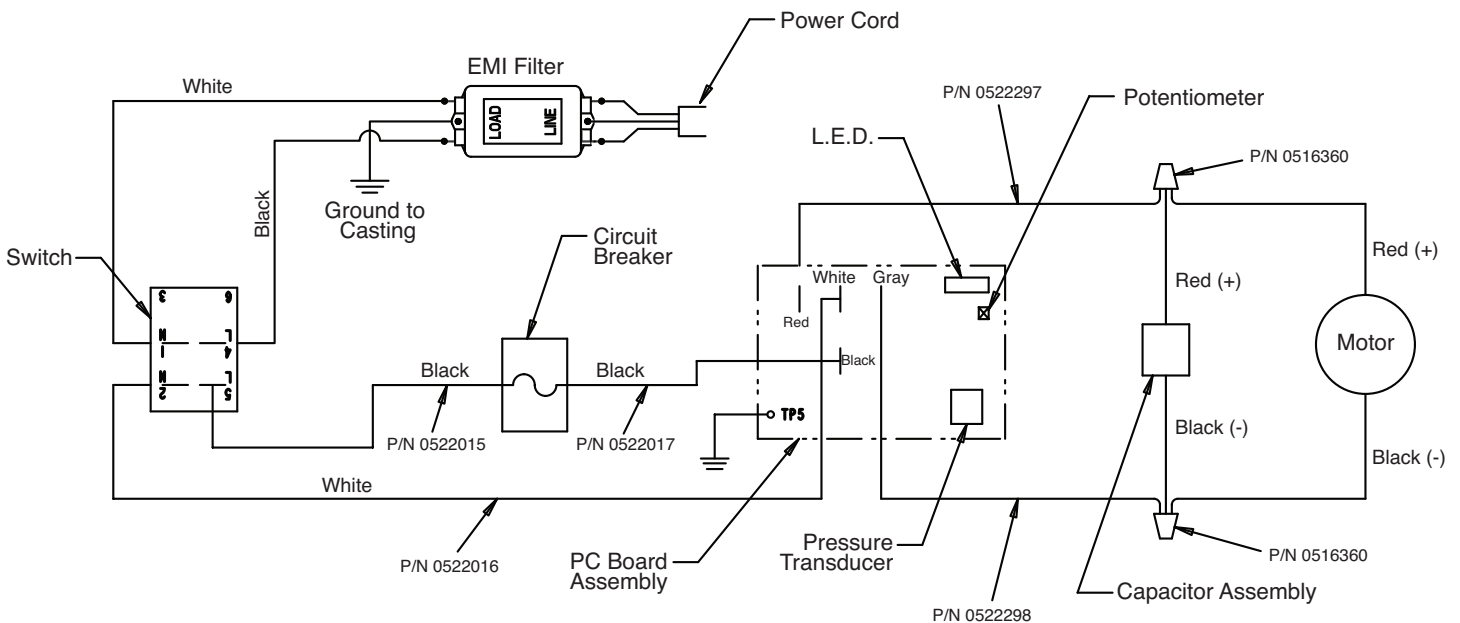 Power Cord
EMI Filter
White
LOAD
LINE
P/N 0522297
Potentiometer
L.E.D.
P/N 0516360
Black
Ground to
Casting
Switch
Circuit
Breaker
White
Gray
Red (+)
Red (+)
Red
3
6
N
L
1
4
N
L
2
5
Motor
Black
Black
Black
TP5
P/N 0522015
P/N 0522017
Black (-)
Black (-)
White
P/N 0522016
PC Board
Assembly
Pressure
Transducer
P/N 0516360
Capacitor Assembly
P/N 0522298